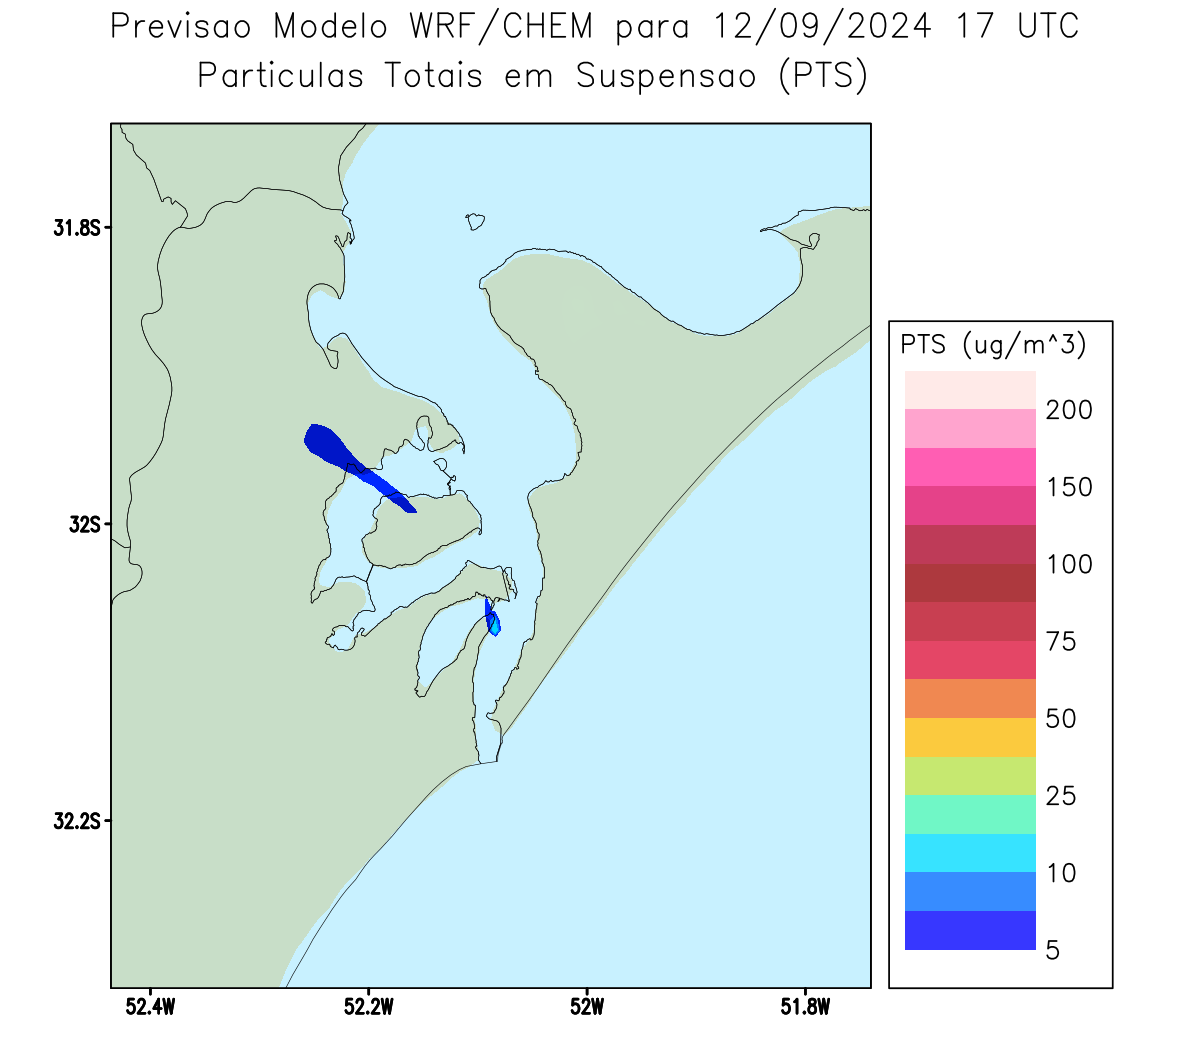 Previsao Modelo WRF/CHEM para 12/09/2024 17 UTC
Particulas Totais em Suspensao (PTS)
31.8S
32S
32.2S
52.4W
52.2W
52W
51.8W
PTS (ug/m^3)
200
150
100
75
50
25
10
5